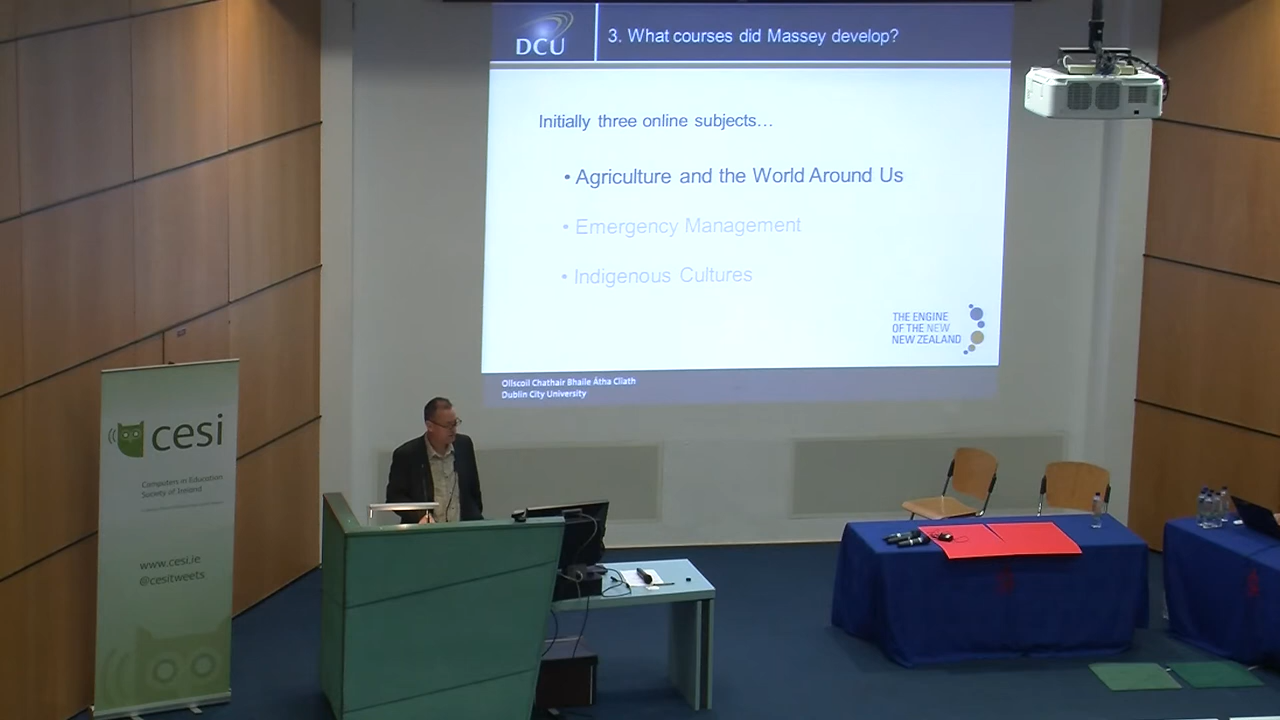 DCU
3. What courses did Massey develop?
Initially three online subjects...
• Agriculture and the World Around Us
• Emergency Management
• Indigenous Cultures
THE ENGINE
OF THE NEW
NEW ZEALAND
Ollscoil Chathair Bhaile Átha Cliath
Dublin City University
cesi
Computers in Education
Society of Ireland
www.cesi.ie
@cesitweets